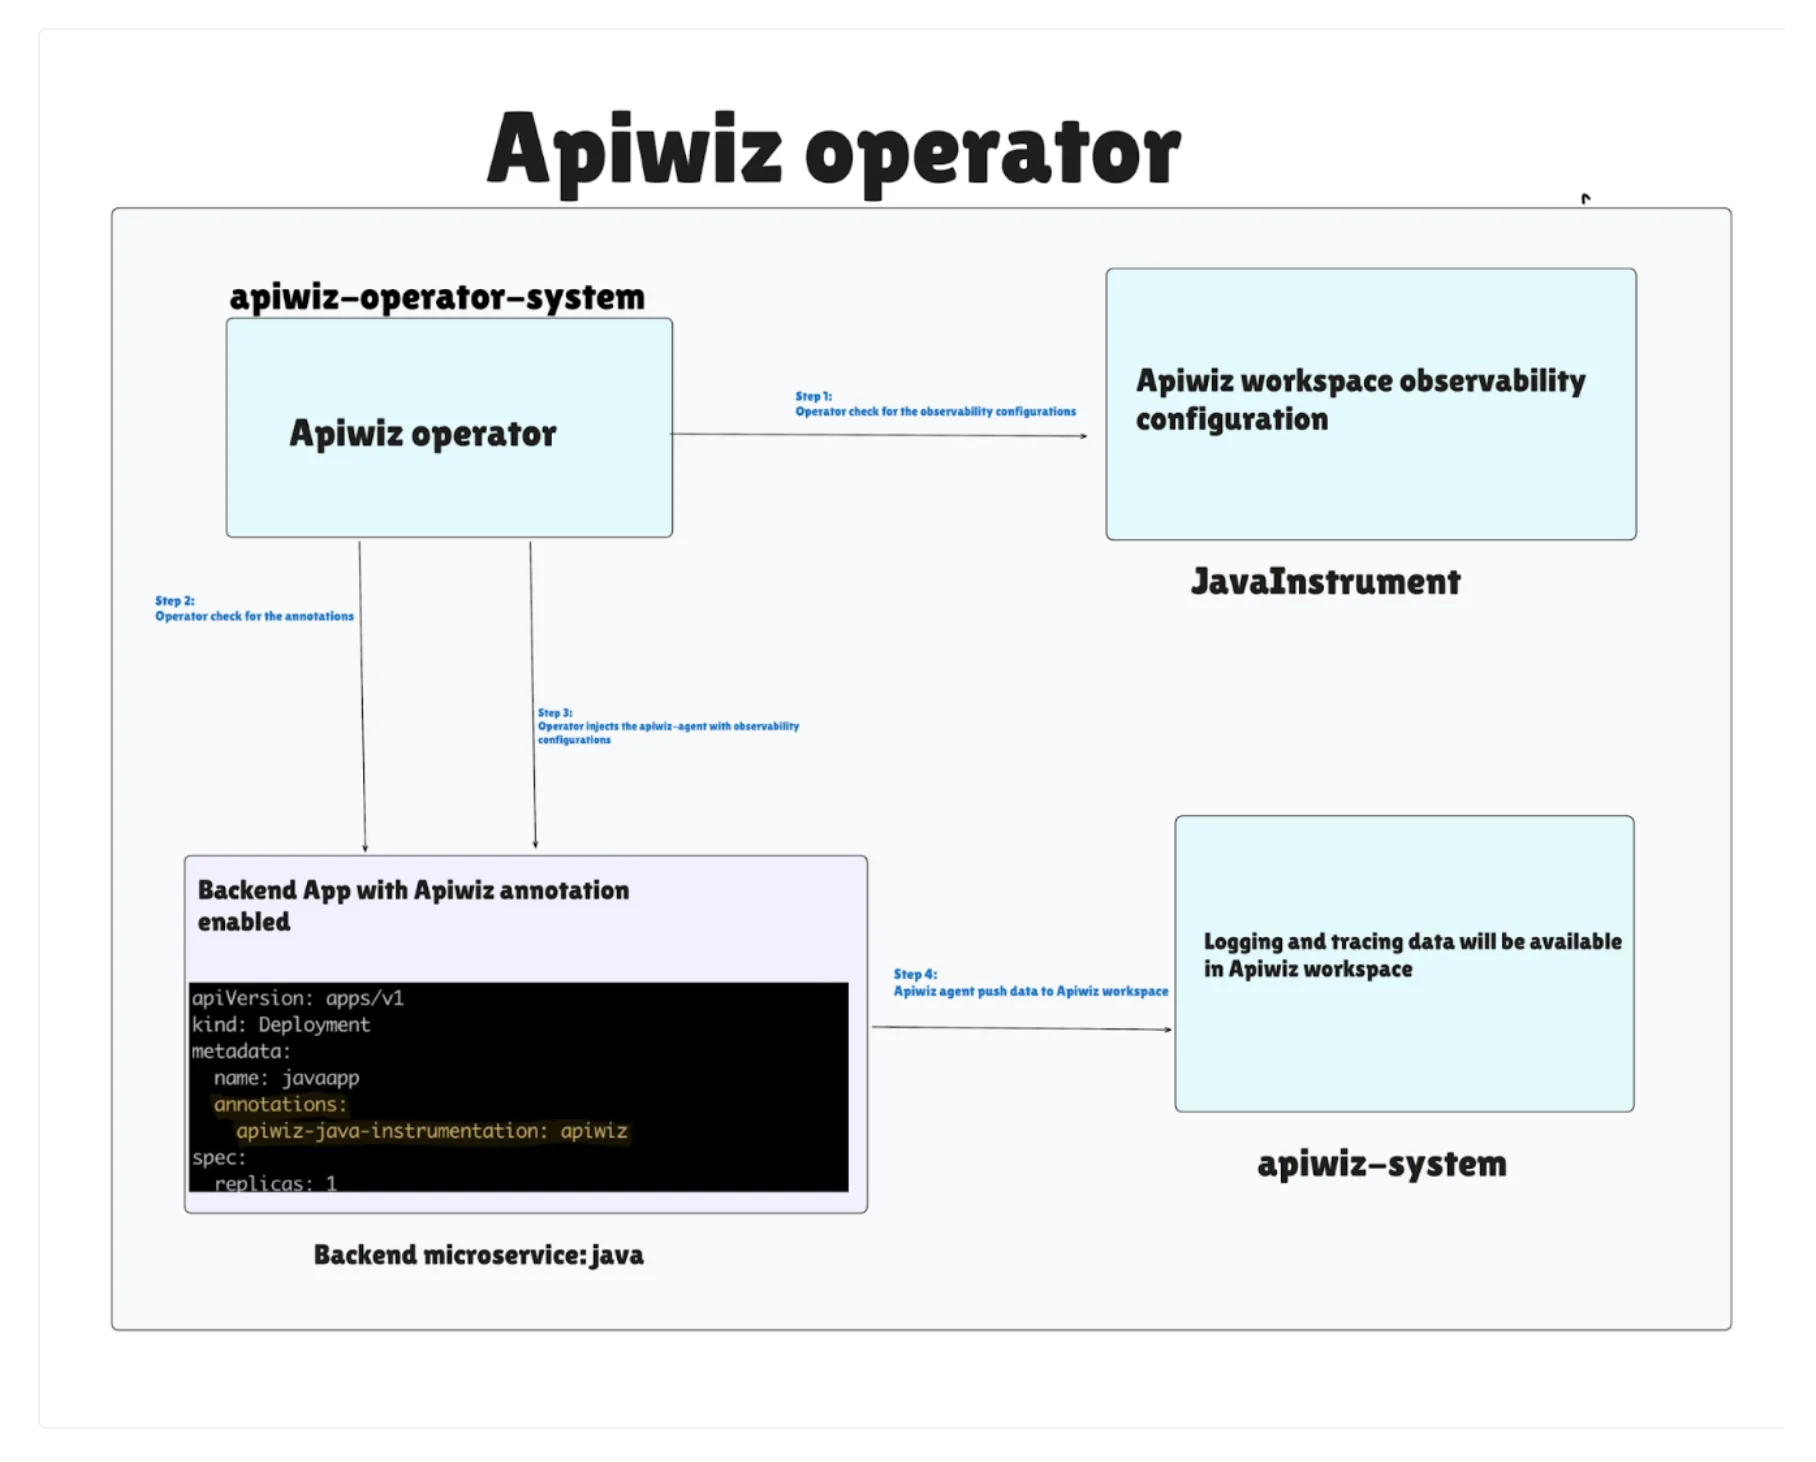 Apiwiz operator
apiwiz-operator-system
Apiwiz operator
Step 1:
Operator check for the observability configurations
Apiwiz workspace observability
configuration
JavaInstrument
Step 2:
Operator check for the annotations
Step 3:
Operator injects the apiwiz-agent with observability
configurations
Backend App with Apiwiz annotation
enabled
apiVersion: apps/v1
kind: Deployment
metadata:
  name: javaapp
  annotations:
    apiwiz-java-instrumentation: apiwiz
spec:
  replicas: 1
Backend microservice:java
Step 4:
Apiwiz agent push data to Apiwiz workspace
Logging and tracing data will be available
in Apiwiz workspace
apiwiz-system